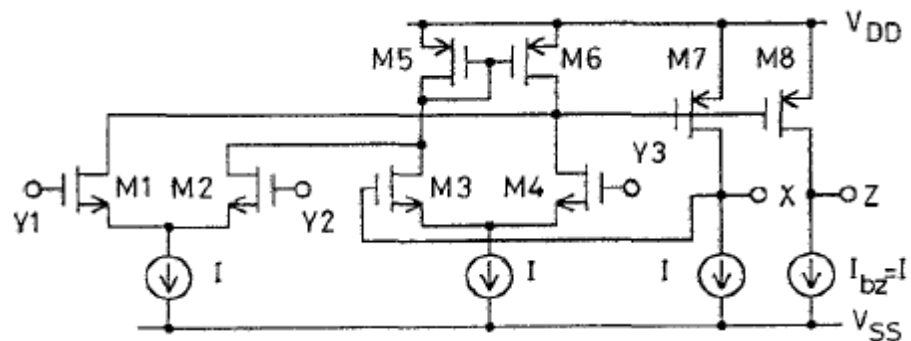 V_DD
M5 M6 M7 M8
Y3
M1 M2 M3 M4
X Z
Y1 Y2
I I I I_bz=I
V_SS